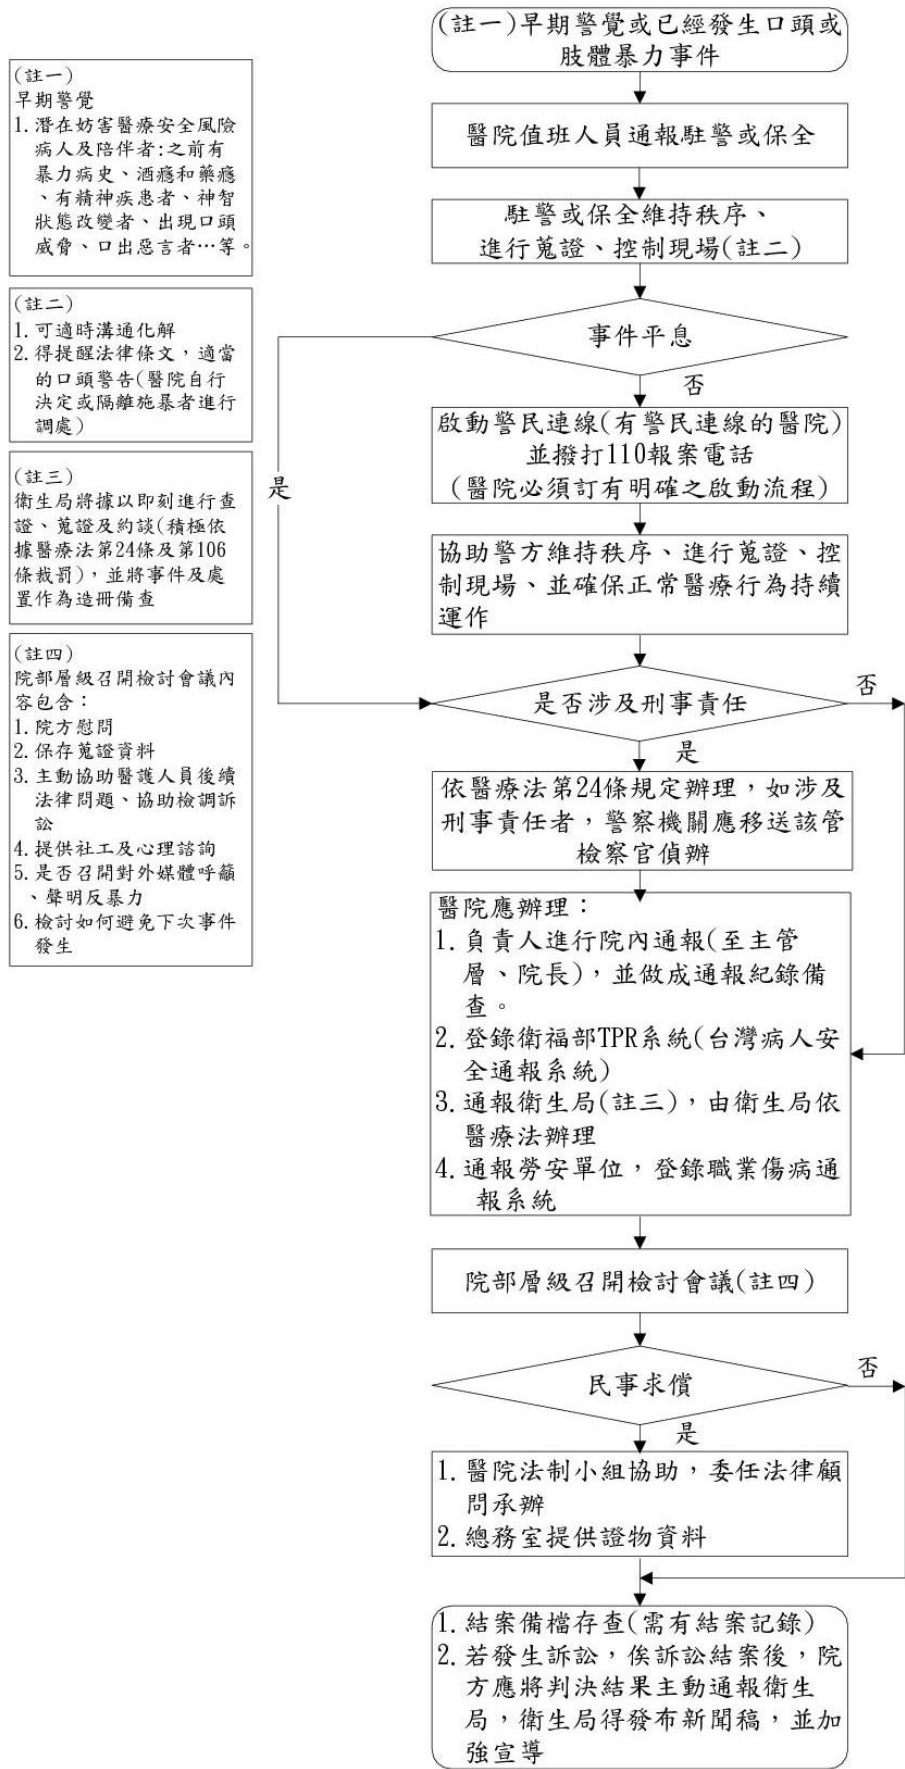 (註一)早期警覺或已經發生口頭或
肢體暴力事件
醫院值班人員通報駐警或保全
駐警或保全維持秩序、
進行蒐證、控制現場(註二)
事件平息
否
是
啟動警民連線(有警民連線的醫院)
並撥打110報案電話
(醫院必須訂有明確之啟動流程)
協助警方維持秩序、進行蒐證、控
制現場、並確保正常醫療行為持續
運作
是否涉及刑事責任
否
是
依醫療法第24條規定辦理，如涉及
刑事責任者，警察機關應移送該管
檢察官偵辦
醫院應辦理：
1. 負責人進行院內通報(至主管
層、院長)，並做成通報紀錄備
查。
2. 登錄衛福部TPR系統(台灣病人安
全通報系統)
3. 通報衛生局(註三)，由衛生局依
醫療法辦理
4. 通報勞安單位，登錄職業傷病通
報系統
院部層級召開檢討會議(註四)
民事求償
否
是
1. 醫院法制小組協助，委任法律顧
問承辦
2. 總務室提供證物資料
1. 結案備檔存查(需有結案記錄)
2. 若發生訴訟，俟訴訟結案後，院
方應將判決結果主動通報衛生
局，衛生局得發布新聞稿，並加
強宣導
(註一)
早期警覺
1. 潛在妨害醫療安全風險
病人及陪伴者:之前有
暴力病史、酒癮和藥癮
、有精神疾患者、神智
狀態改變者、出現口頭
威脅、口出惡言者…等。
(註二)
1. 可適時溝通化解
2. 得提醒法律條文，適當
的口頭警告(醫院自行
決定或隔離施暴者進行
調處)
(註三)
衛生局將據以即刻進行查
證、蒐證及約談(積極依
據醫療法第24條及第106
條裁罰)，並將事件及處
置作為造冊備查
(註四)
院部層級召開檢討會議內
容包含：
1. 院方慰問
2. 保存蒐證資料
3. 主動協助醫護人員後續
法律問題、協助檢調訴
訟
4. 提供社工及心理諮詢
5. 是否召開對外媒體呼籲
、聲明反暴力
6. 檢討如何避免下次事件
發生